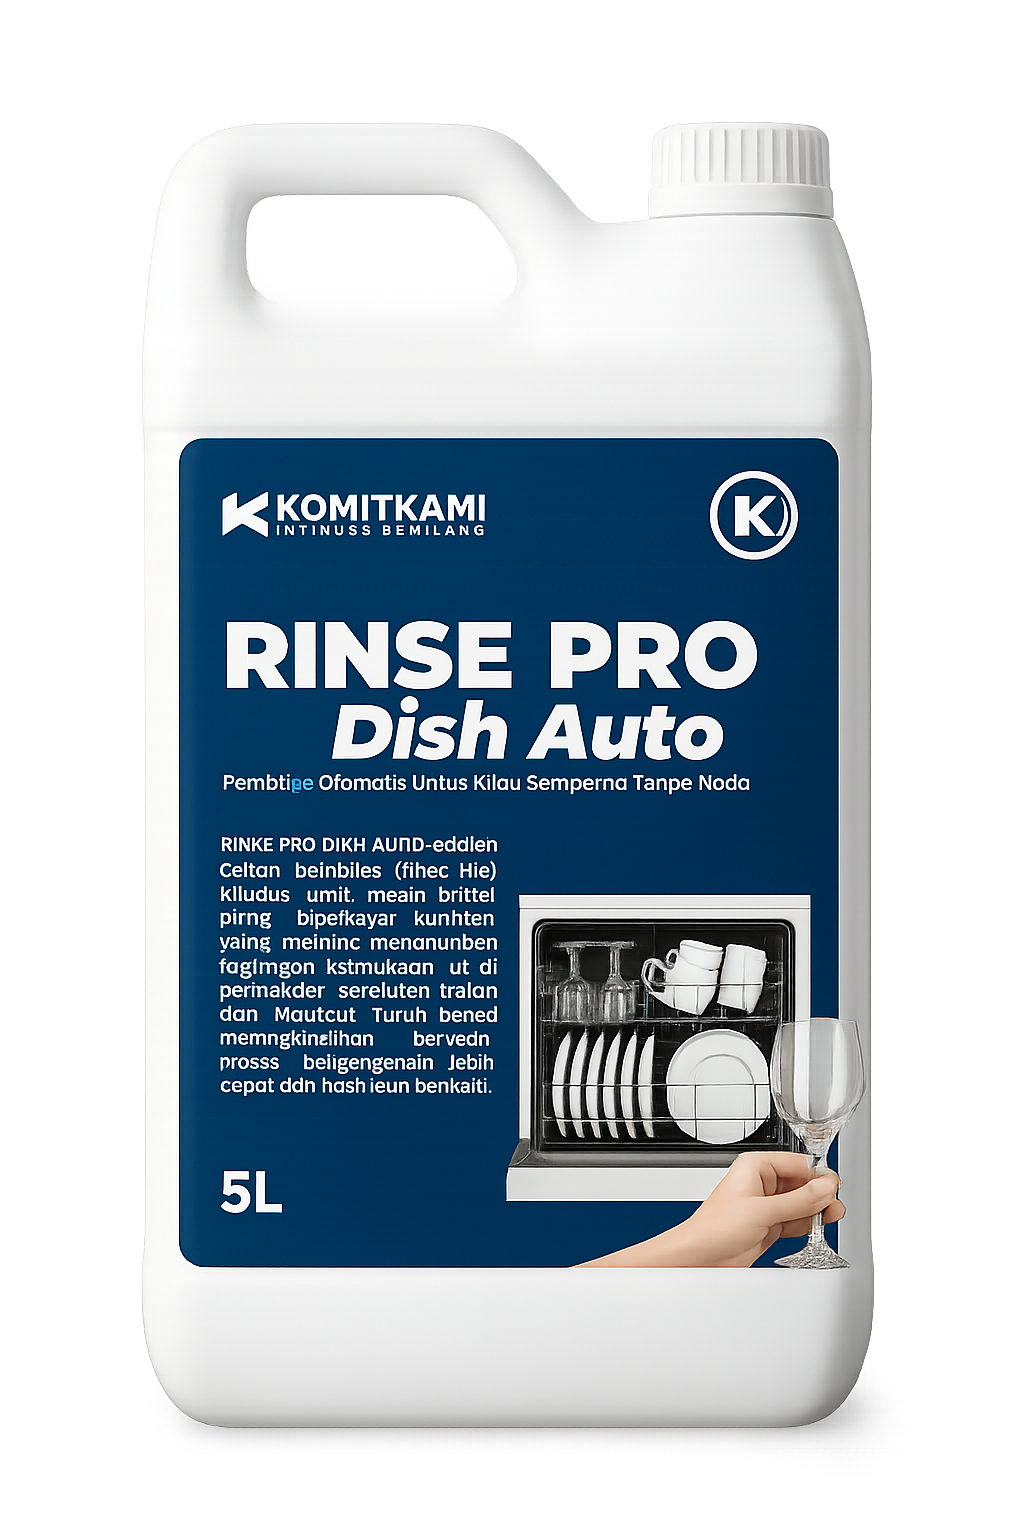 KOMITKAMI
INTINUSS BEMILANG
K
RINSE PRO
Dish Auto
Pembtipe Ofomatis Untus Kilau Semperna Tanpe Noda
RINKE PRO DIKH AUTD-eddlen
Celtan beinbiles (fihec Hie)
klludus umit. meain brittel
pirng bipefkayar kunhten
yaing meininc menanunben
faglmgon kstmukaan ut di
perinakder sereluten tralan
dan Mautcut Turuh bened
memngkinelihan bervedn
prosss beligengenain Jebih
cepat ddn hash ieun benkaiti.
5L